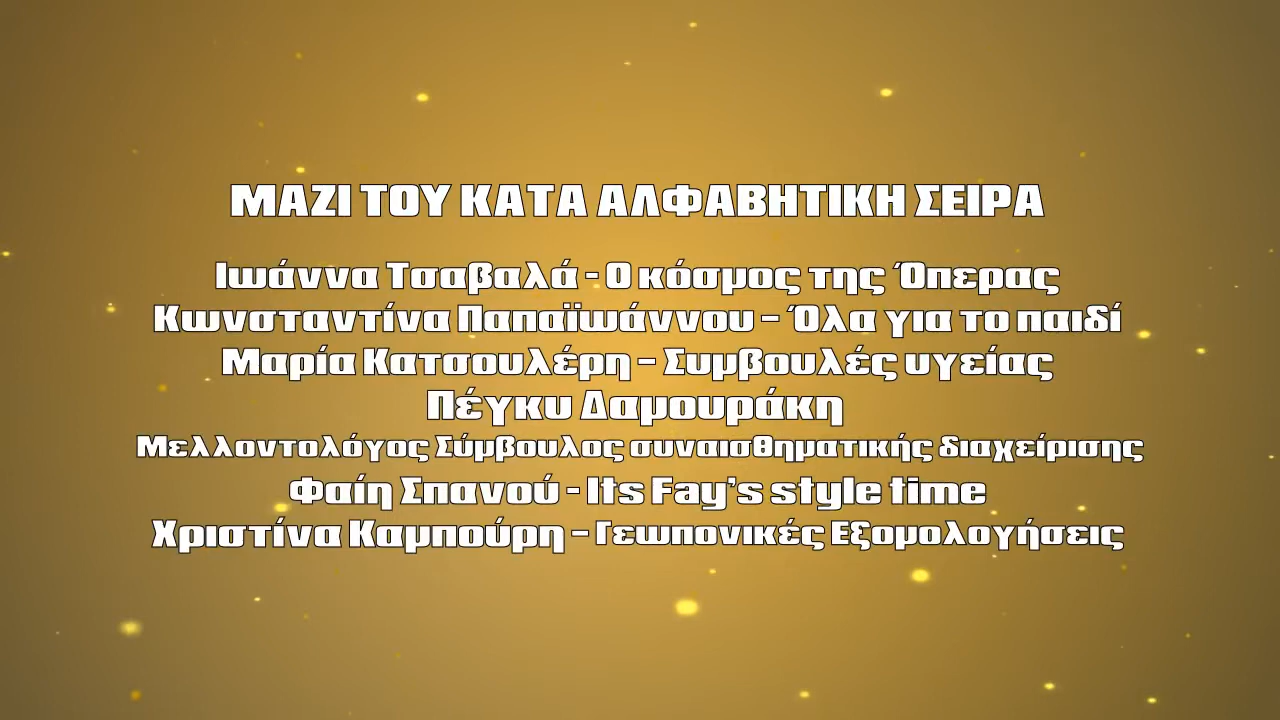 ΜΑΖΙ ΤΟΥ ΚΑΤΑ ΑΛΦΑΒΗΤΙΚΗ ΣΕΙΡΑ
Ιωάννα Τσαβαλά - Ο κόσμος της Όπερας
Κωνσταντίνα Παπαϊωάννου – Όλα για το παιδί
Μαρία Κατσουλέρη – Συμβουλές υγείας
Πέγκυ Δαμουράκη
Μελλοντολόγος Σύμβουλος συναισθηματικής διαχείρισης
Φαίη Σπανού - Its Fay's style time
Χριστίνα Καμπούρη – Γεωπονικές Εξομολογήσεις